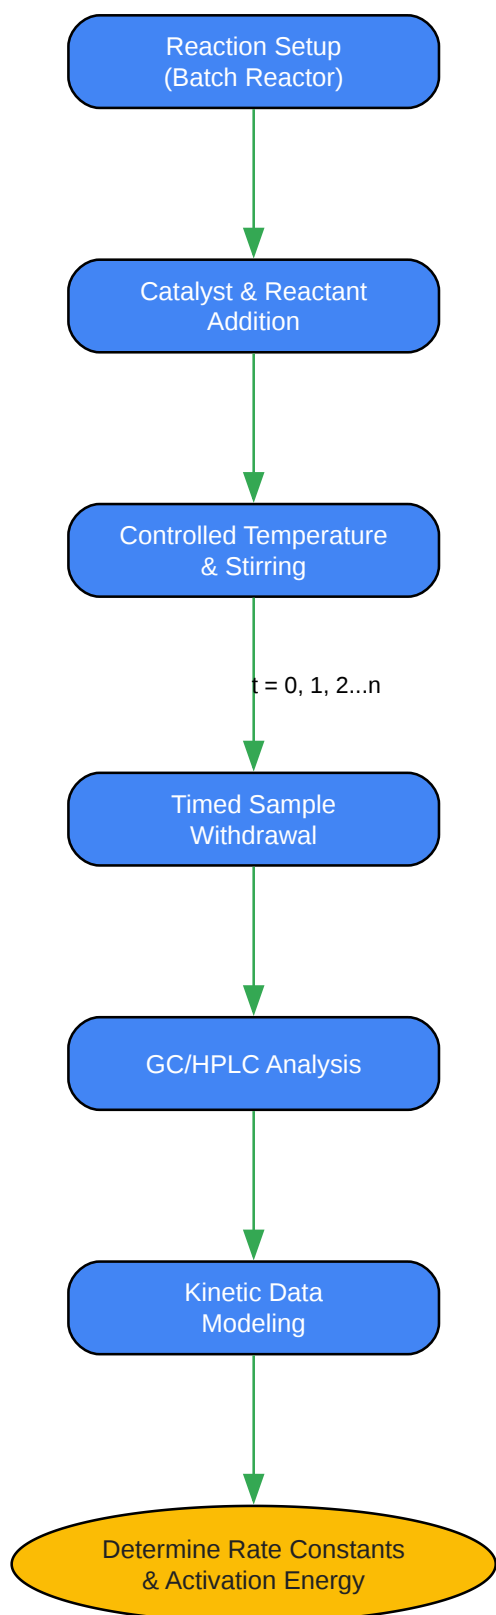 Reaction Setup
(Batch Reactor)
Catalyst & Reactant
Addition
Controlled Temperature
& Stirring
t = 0, 1, 2...n
Timed Sample
Withdrawal
GC/HPLC Analysis
Kinetic Data
Modeling
Determine Rate Constants
& Activation Energy